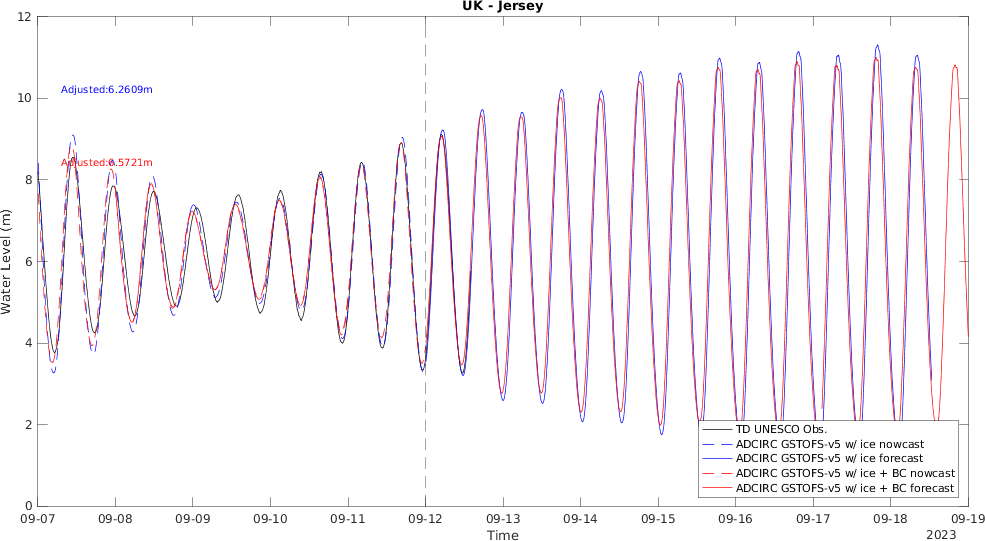 UK - Jersey
12
10
8
6
4
2
0
Water Level (m)
Adjusted:6.2609m
Adjusted:6.5721m
TD UNESCO Obs.
ADCIRC GSTOFS-v5 w/ ice nowcast
ADCIRC GSTOFS-v5 w/ ice forecast
ADCIRC GSTOFS-v5 w/ ice + BC nowcast
ADCIRC GSTOFS-v5 w/ ice + BC forecast
09-07 09-08 09-09 09-10 09-11 09-12 09-13 09-14 09-15 09-16 09-17 09-18 09-19
Time
2023